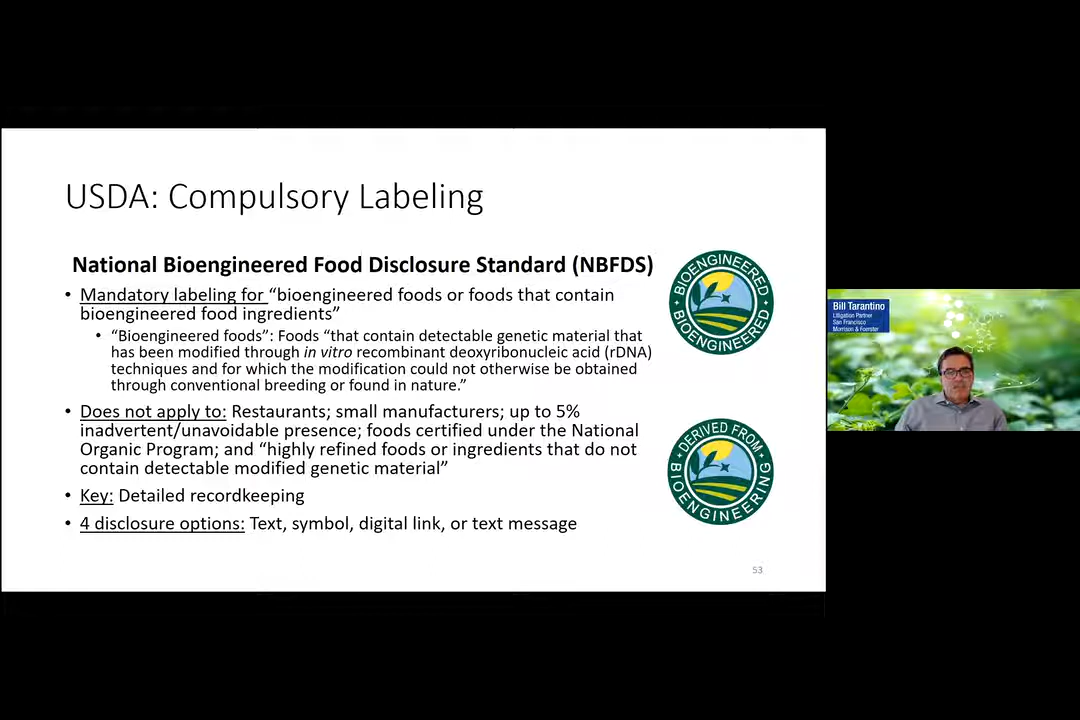 USDA: Compulsory Labeling
National Bioengineered Food Disclosure Standard (NBFDS)
• Mandatory labeling for “bioengineered foods or foods that contain
bioengineered food ingredients”
• “Bioengineered foods”: Foods “that contain detectable genetic material that
has been modified through in vitro recombinant deoxyribonucleic acid (rDNA)
techniques and for which the modification could not otherwise be obtained
through conventional breeding or found in nature.”
• Does not apply to: Restaurants; small manufacturers; up to 5%
inadvertent/unavoidable presence; foods certified under the National
Organic Program; and “highly refined foods or ingredients that do not
contain detectable modified genetic material”
• Key: Detailed recordkeeping
• 4 disclosure options: Text, symbol, digital link, or text message
BIOENGINEERED
BIOENGINEERED
DERIVED FROM
BIOENGINEERING
53
Bill Tarantino
Litigation Partner
San Francisco
Morrison & Foerster